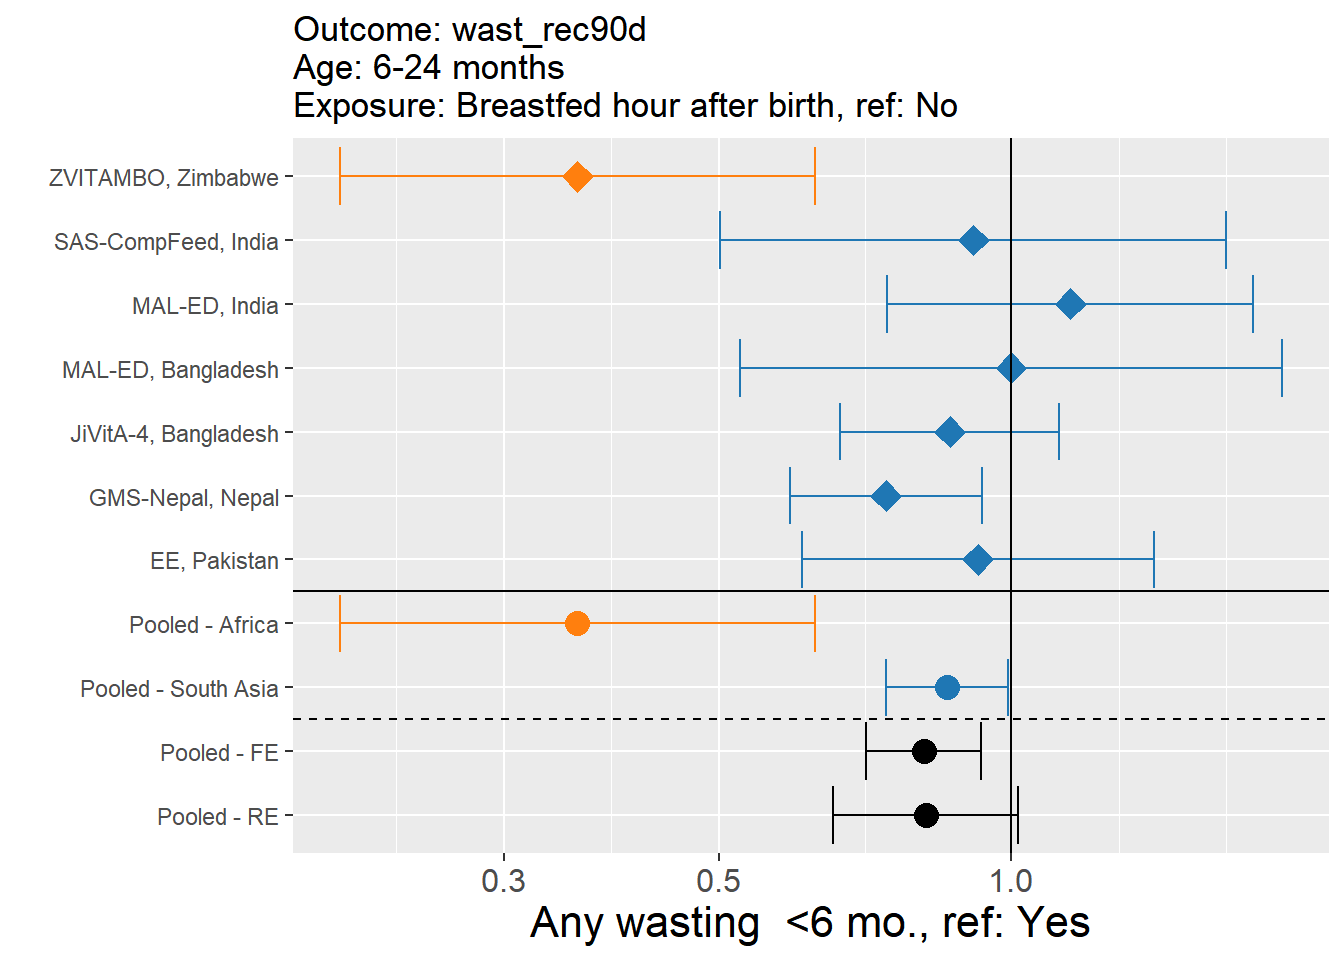 Outcome: wast_rec90d
Age: 6-24 months
Exposure: Breastfed hour after birth, ref: No
ZVITAMBO, Zimbabwe
SAS-CompFeed, India
MAL-ED, India
MAL-ED, Bangladesh
JiVitA-4, Bangladesh
GMS-Nepal, Nepal
EE, Pakistan
Pooled - Africa
Pooled - South Asia
Pooled - FE
Pooled - RE
0.3 0.5 1.0
Any wasting  <6 mo., ref: Yes